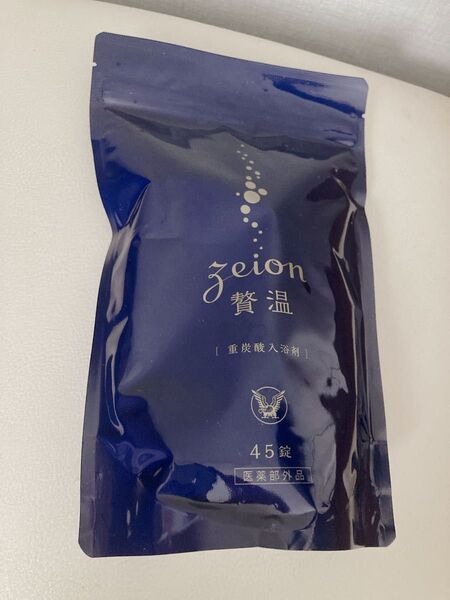 zeion
贅温
[ 重炭酸入浴剤 ]
45錠
医薬部外品